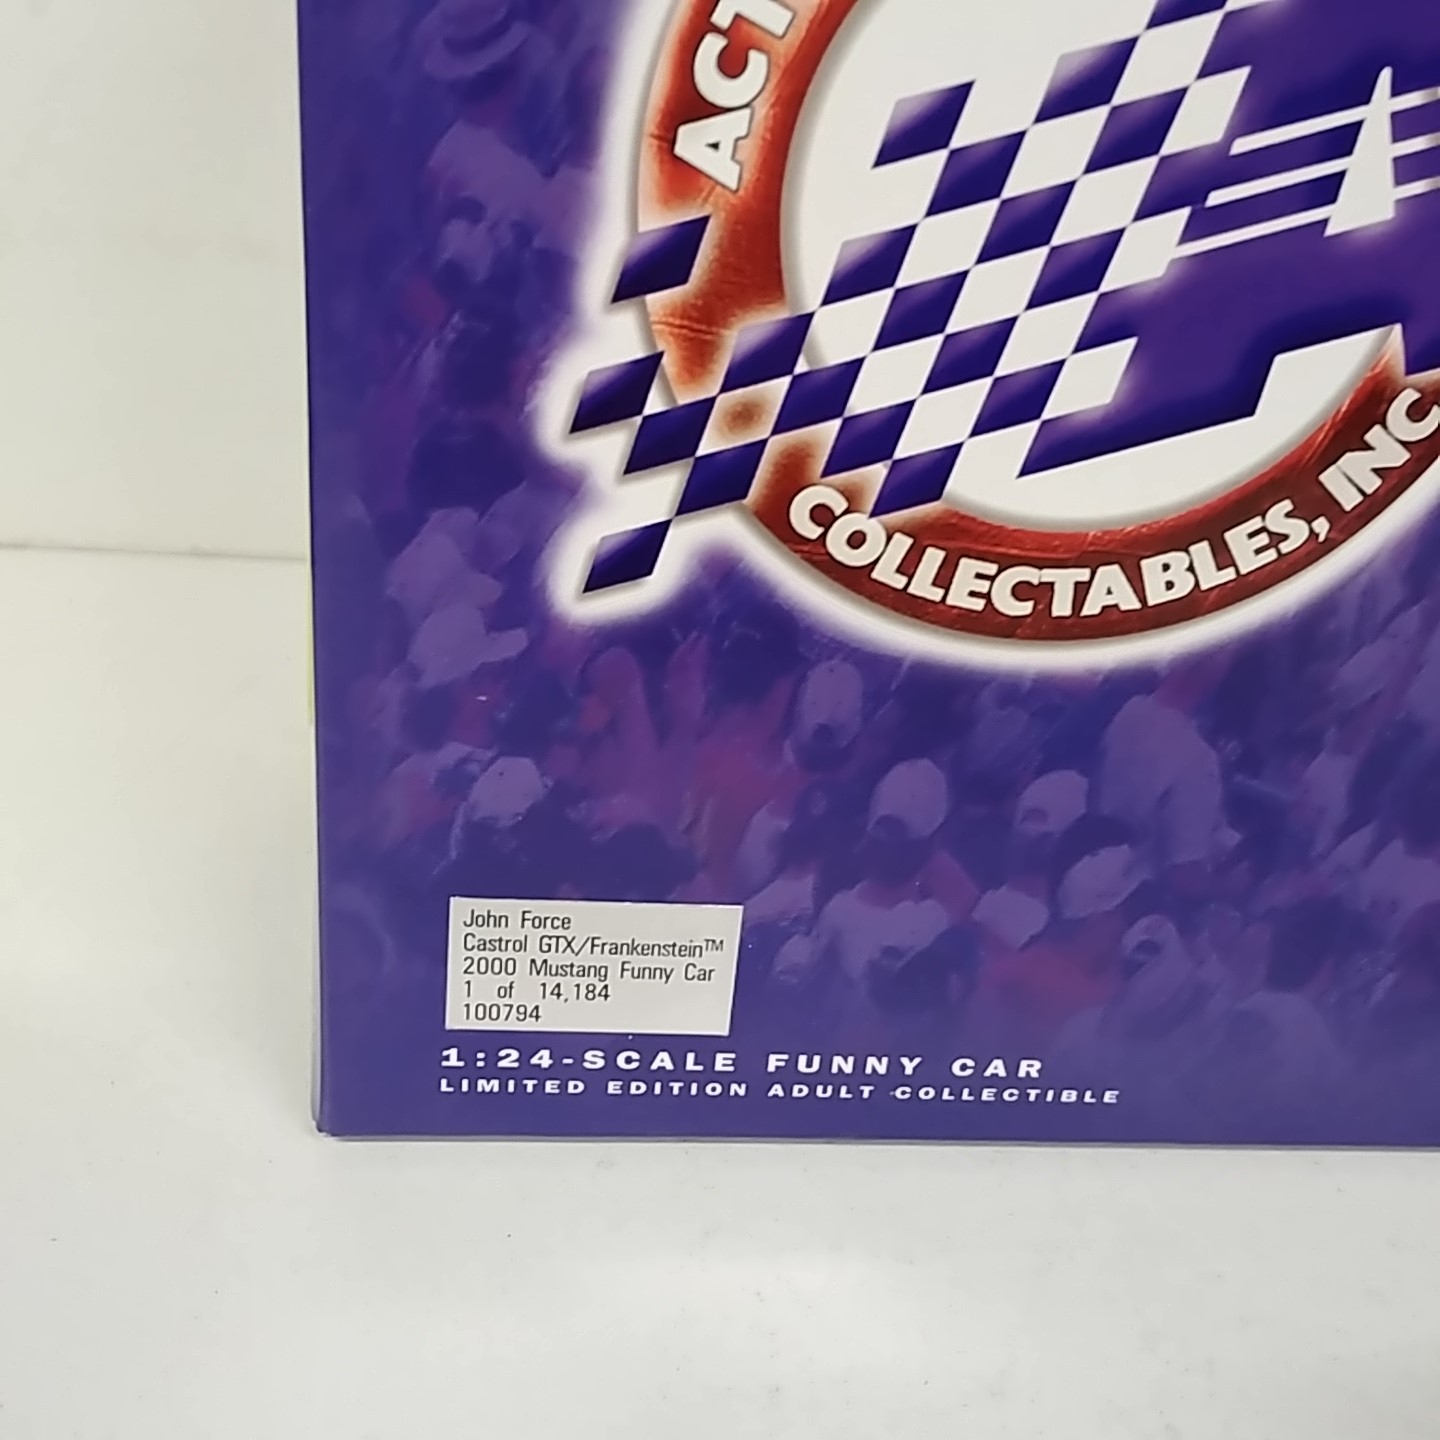 ACT
COLLECTABLES, INC
John Force
Castrol GTX/Frankenstein™
2000 Mustang Funny Car
1 of 14,184
100794
1:24-SCALE FUNNY CAR
LIMITED EDITION ADULT COLLECTIBLE